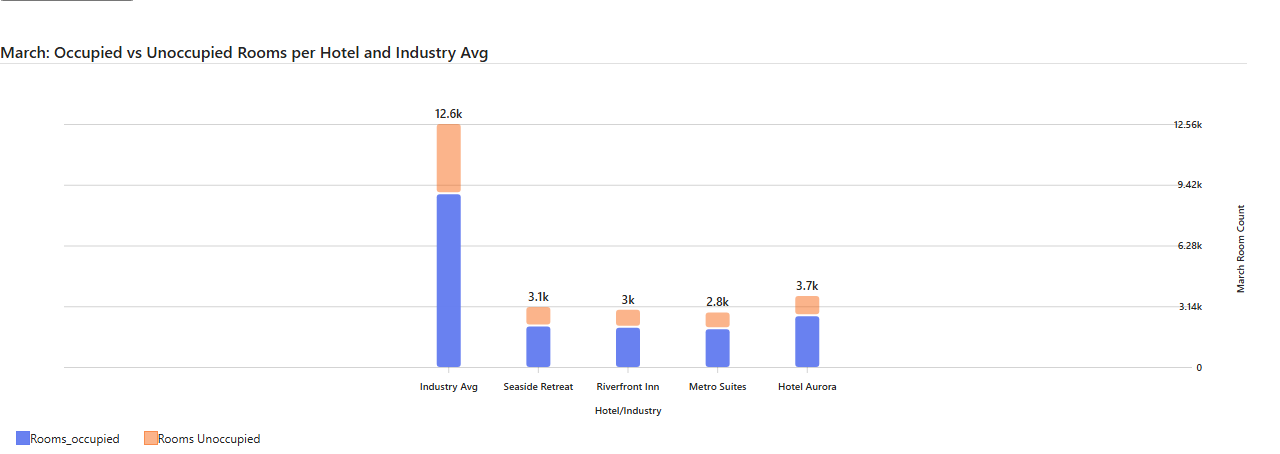 March: Occupied vs Unoccupied Rooms per Hotel and Industry Avg
12.6k
12.56k
9.42k
6.28k
3.14k
0
March Room Count
3.1k
3k
2.8k
3.7k
Industry Avg
Seaside Retreat
Riverfront Inn
Metro Suites
Hotel Aurora
Hotel/Industry
Rooms_occupied
Rooms Unoccupied